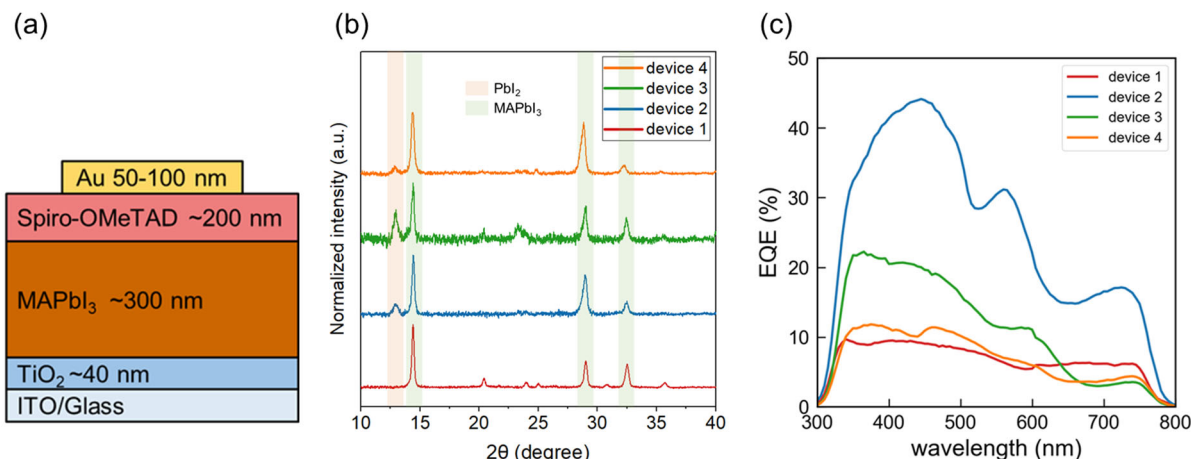 (a)
Au 50-100 nm
Spiro-OMeTAD ~200 nm
MAPbI₃ ~300 nm
TiO₂ ~40 nm
ITO/Glass
(b)
Normalized intensity (a.u.)
PbI₂
MAPbI₃
device 4
device 3
device 2
device 1
10 15 20 25 30 35 40
2θ (degree)
(c)
EQE (%)
50
40
30
20
10
0
device 1
device 2
device 3
device 4
300 400 500 600 700 800
wavelength (nm)